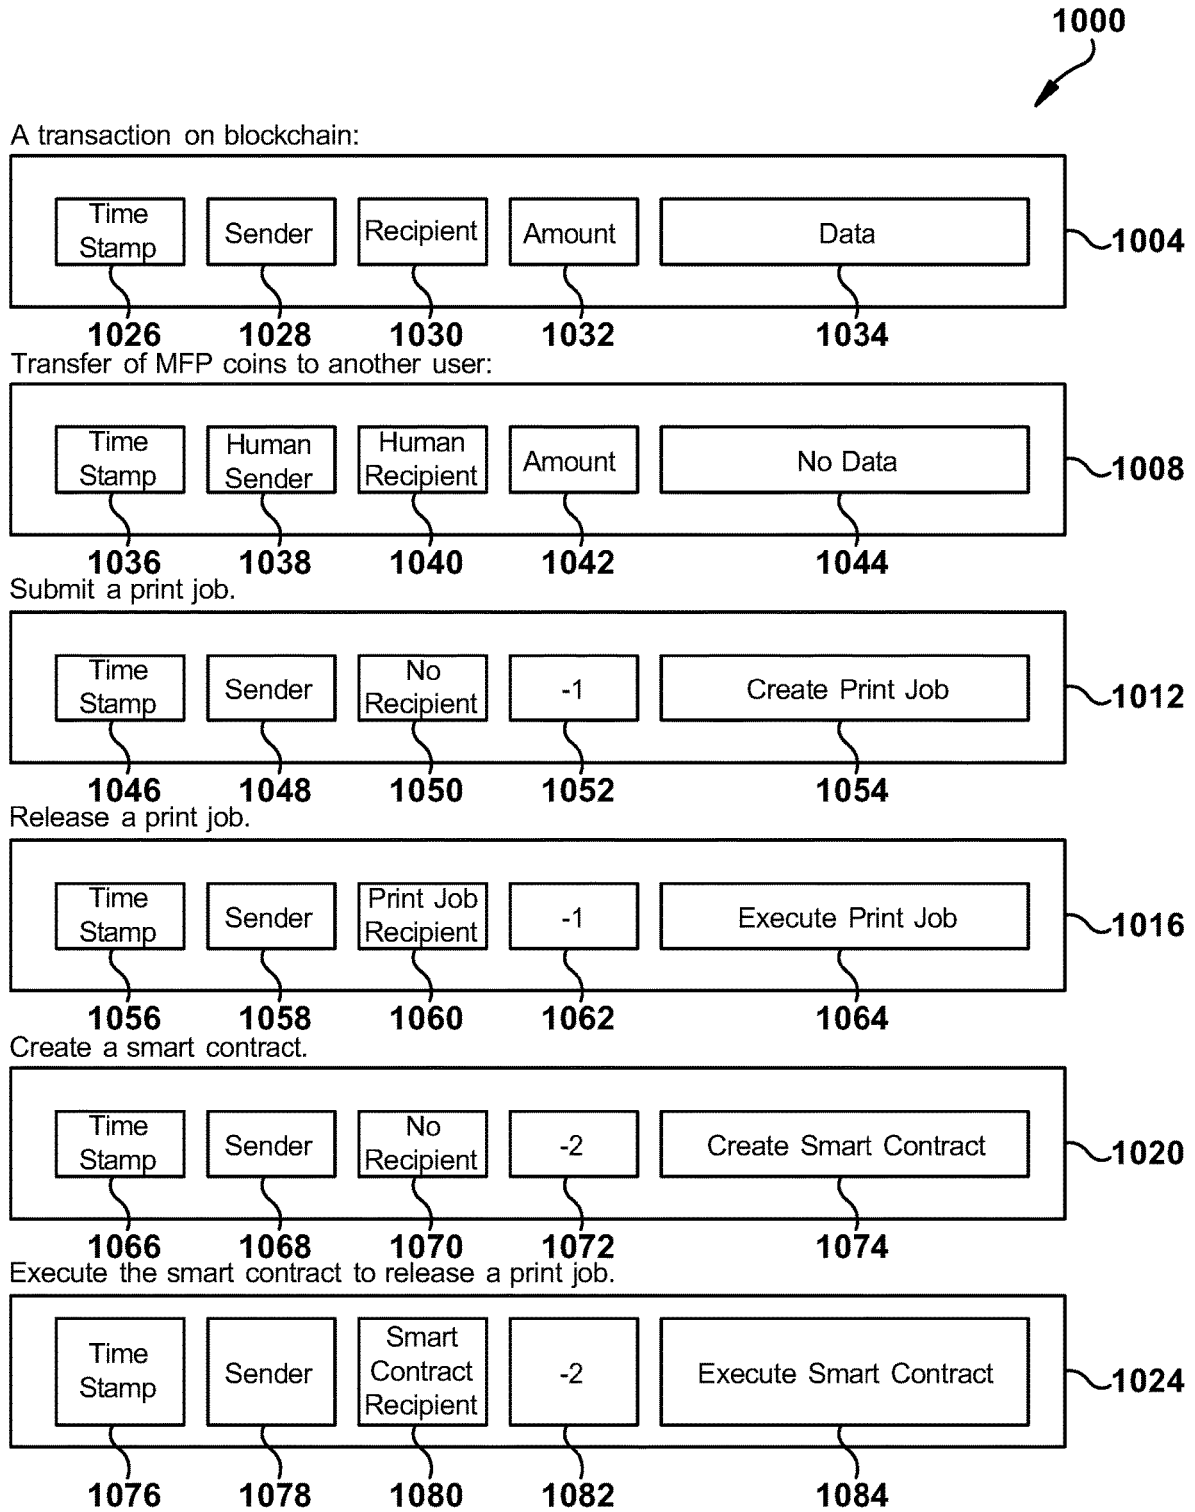 1000
A transaction on blockchain:
Time
Stamp
Sender
Recipient
Amount
Data
1004
1026
1028
1030
1032
1034
Transfer of MFP coins to another user:
Time
Stamp
Human
Sender
Human
Recipient
Amount
No Data
1008
1036
1038
1040
1042
1044
Submit a print job.
Time
Stamp
Sender
No
Recipient
-1
Create Print Job
1012
1046
1048
1050
1052
1054
Release a print job.
Time
Stamp
Sender
Print Job
Recipient
-1
Execute Print Job
1016
1056
1058
1060
1062
1064
Create a smart contract.
Time
Stamp
Sender
No
Recipient
-2
Create Smart Contract
1020
1066
1068
1070
1072
1074
Execute the smart contract to release a print job.
Time
Stamp
Sender
Smart
Contract
Recipient
-2
Execute Smart Contract
1024
1076
1078
1080
1082
1084